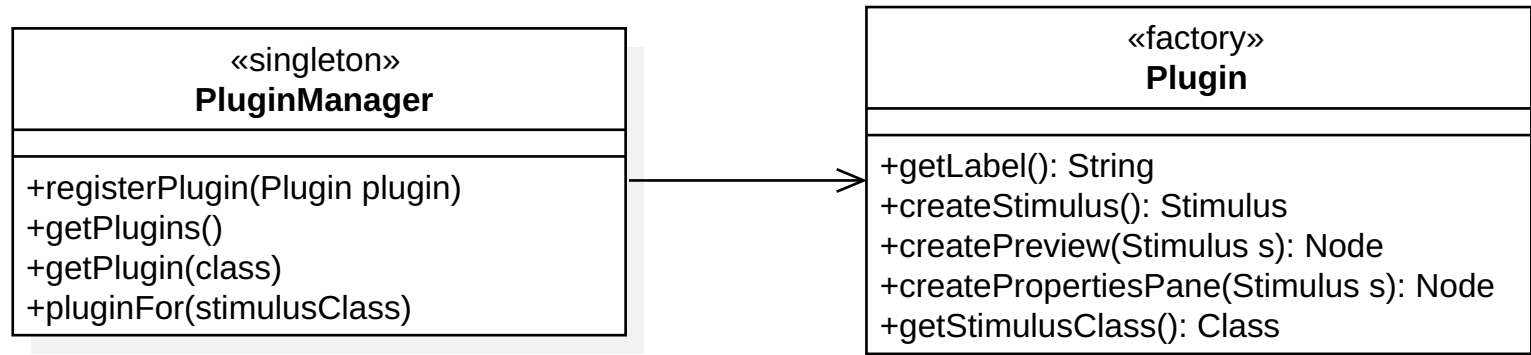 «singleton»
PluginManager
+registerPlugin(Plugin plugin)
+getPlugins()
+getPlugin(class)
+pluginFor(stimulusClass)
«factory»
Plugin
+getLabel(): String
+createStimulus(): Stimulus
+createPreview(Stimulus s): Node
+createPropertiesPane(Stimulus s): Node
+getStimulusClass(): Class